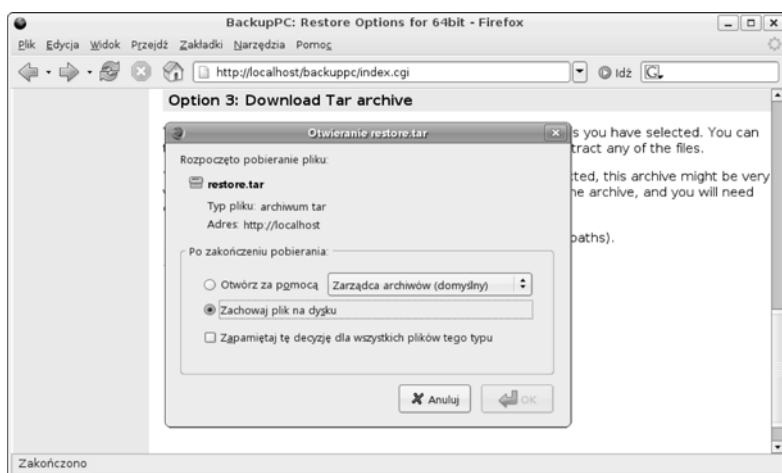 BackupPC: Restore Options for 64bit - Firefox
Plik Edycja Widok Przejdź Zakładki Narzędzia Pomoc
http://localhost/backuppc/index.cgi Idź G
Option 3: Download Tar archive
Otwieranie restore.tar
s you have selected. You can
tract any of the files.
Rozpoczęto pobieranie pliku:
restore.tar
cted, this archive might be very
he archive, and you will need
Typ pliku: archiwum tar
Adres: http://localhost
paths).
Po zakończeniu pobierania:
Otwórz za pomocą Zarządca archiwów (domyślny)
Zachowaj plik na dysku
Zapamiętaj tę decyzję dla wszystkich plików tego typu
Anuluj OK
Zakończono